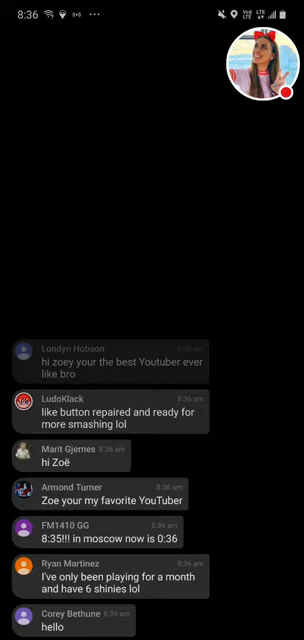 8:36
Vo))
LTE
LTE
Londyn Hobson 8:36 am
hi zoey your the best Youtuber ever
like bro
LudoKlack 8:36 am
like button repaired and ready for
more smashing lol
Marit Gjernes 8:36 am
hi Zoë
Armond Turner 8:36 am
Zoe your my favorite YouTuber
FM1410 GG 8:36 am
8:35!!! in moscow now is 0:36
Ryan Martinez 8:36 am
I've only been playing for a month
and have 6 shinies lol
Corey Bethune 8:36 am
hello